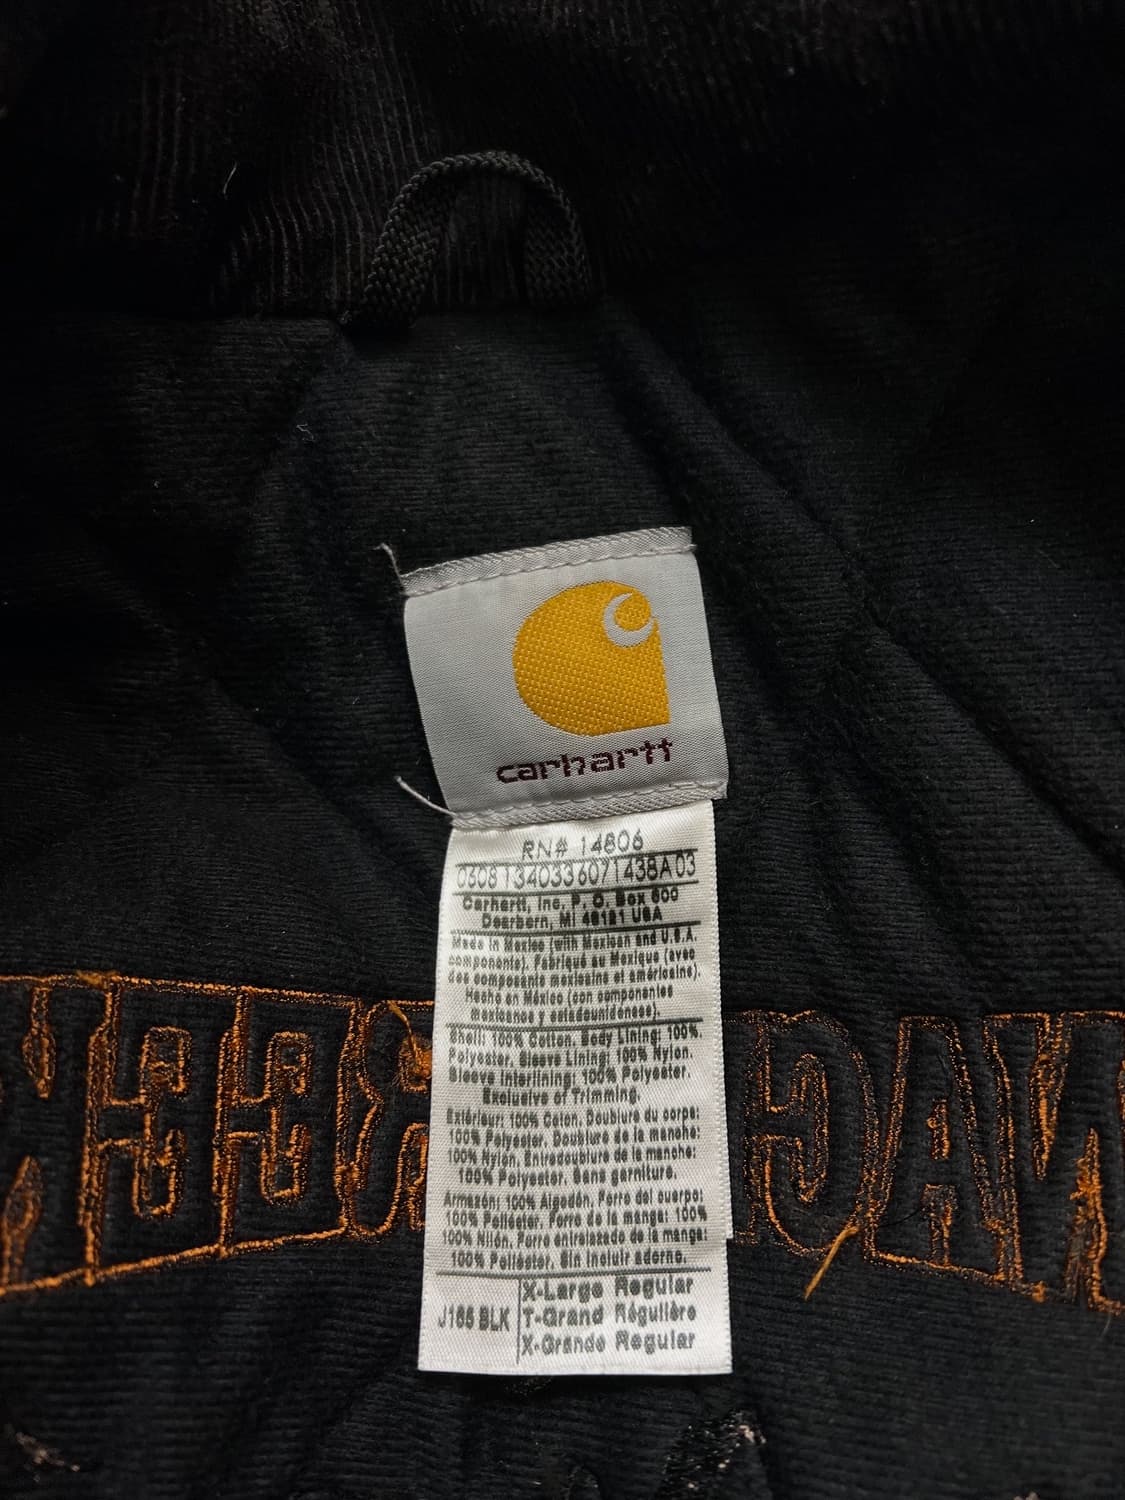 carhartt
RN# 14806
06081340336071438A03
Carhartt, Inc, P. O. Box 600
Dearborn, MI 48121 USA
Made in Mexico (with Mexican and U.S.A.
components). Fabriqué au Mexique (avec
des composants mexicains et américains).
Hecho en México (con componentes
mexicanos y estadounidenses).
Shell: 100% Cotton, Body Lining: 100%
Polyester, Sleeve Lining: 100% Nylon.
Sleeve Interlining: 100% Polyester.
Exclusive of Trimming.
Extérieur: 100% Coton. Doublure du corps:
100% Polyester. Doublure de la manche:
100% Nylon. Entredoublure de la manche:
100% Polyester. Sans garniture.
Armazón: 100% Algodón, Forro del cuerpo:
100% Poliéster, Forro de la manga: 100%
Nilón, Forro entrelazado de la manga:
100% Poliéster, Sin incluir adorno.
J165 BLK
X-Large Regular
T-Grand Régulière
X-Grande Regular